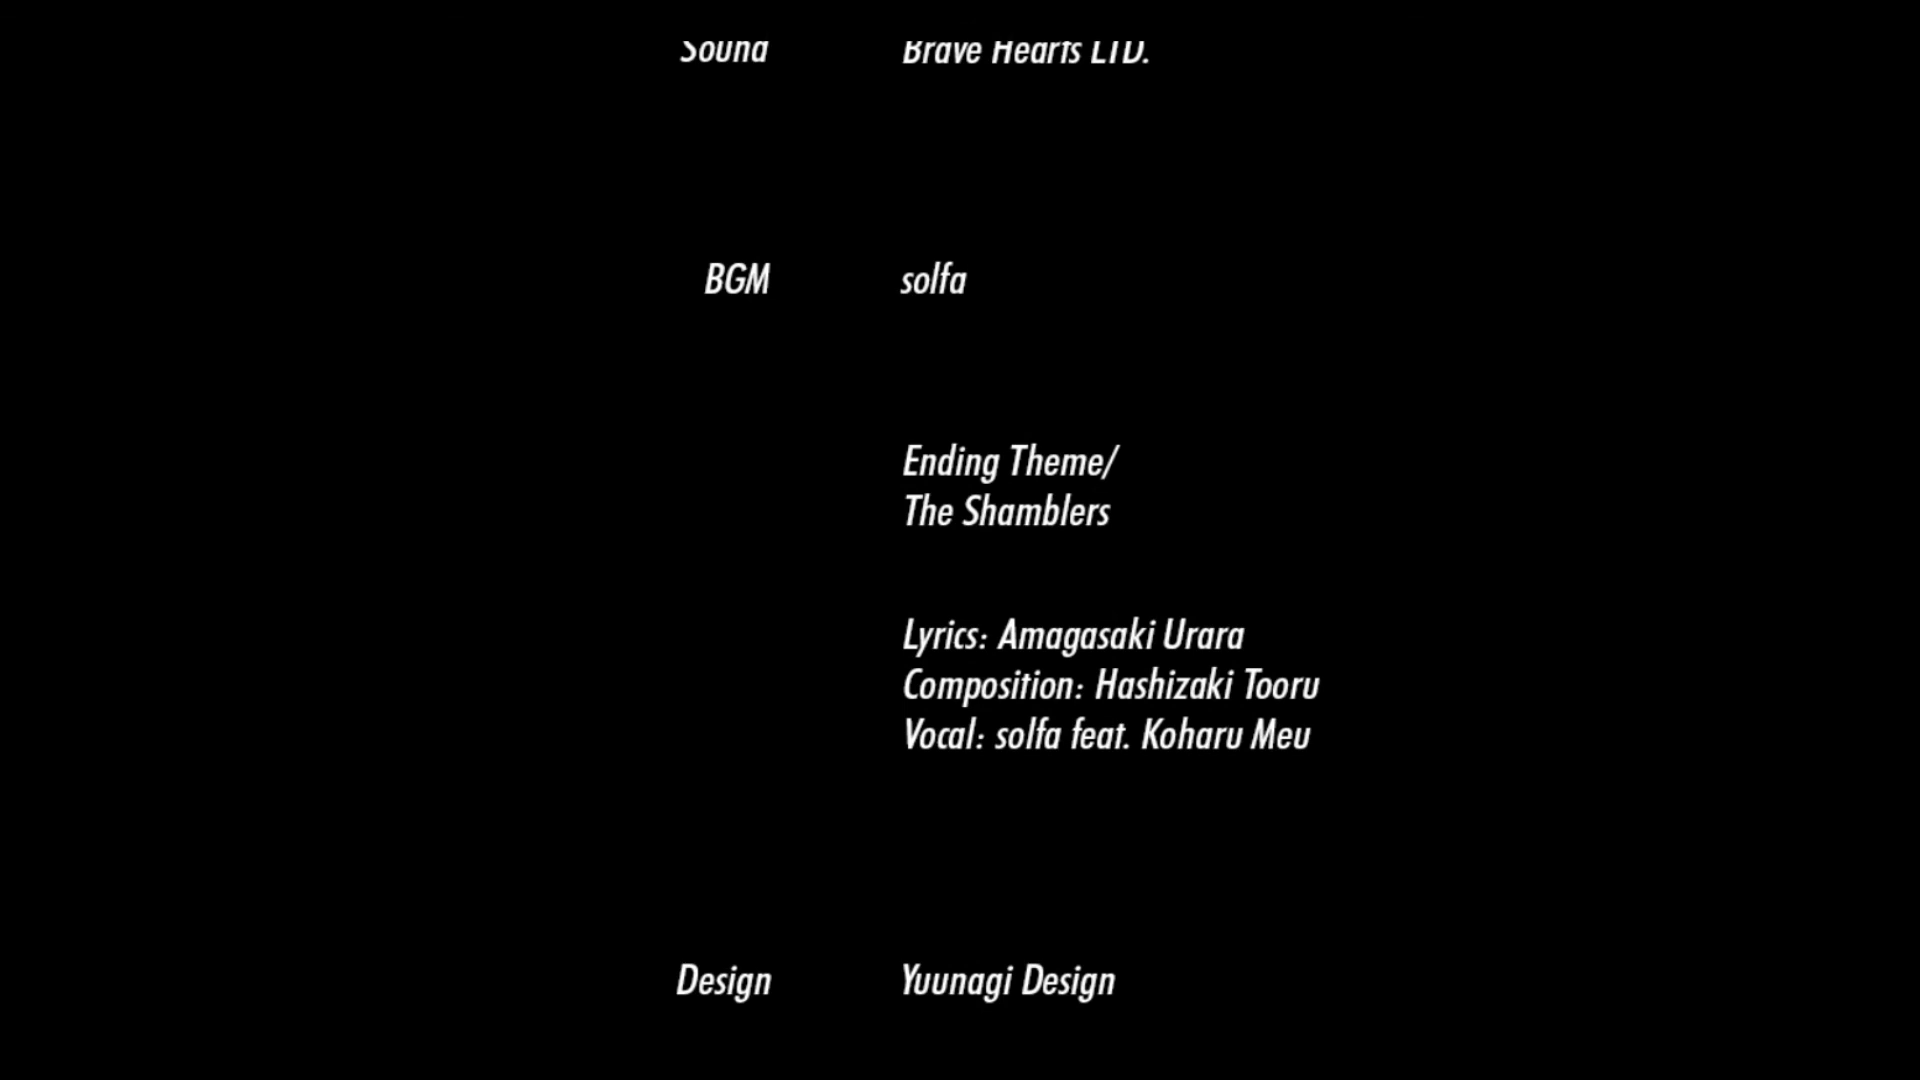 Sound Brave Hearts LTD.
BGM solfa
Ending Theme/
The Shamblers
Lyrics: Amagasaki Urara
Composition: Hashizaki Tooru
Vocal: solfa feat. Koharu Meu
Design Yuunagi Design